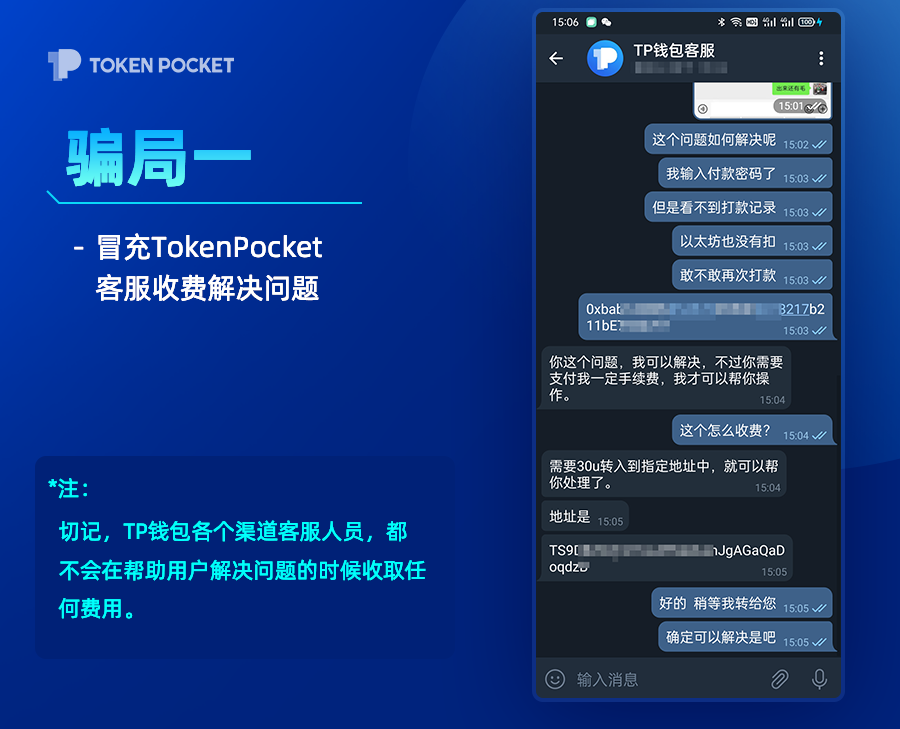 TOKEN POCKET
骗局一
- 冒充TokenPocket
客服收费解决问题
*注：
切记，TP钱包各个渠道客服人员，都
不会在帮助用户解决问题的时候收取任
何费用。
15:06
100
TP钱包客服
15:01
这个问题如何解决呢 15:02
我输入付款密码了 15:03
但是看不到打款记录 15:03
以太坊也没有扣 15:03
敢不敢再次打款 15:03
0xbab 3217b2
11bE 15:03
你这个问题，我可以解决，不过你需要
支付我一定手续费，我才可以帮你操
作。 15:04
这个怎么收费？ 15:04
需要30u转入到指定地址中，就可以帮
你处理了。 15:04
地址是 15:05
TS9D nJgAGaQaD
oqdzB 15:05
好的 稍等我转给您 15:05
确定可以解决是吧 15:05
输入消息